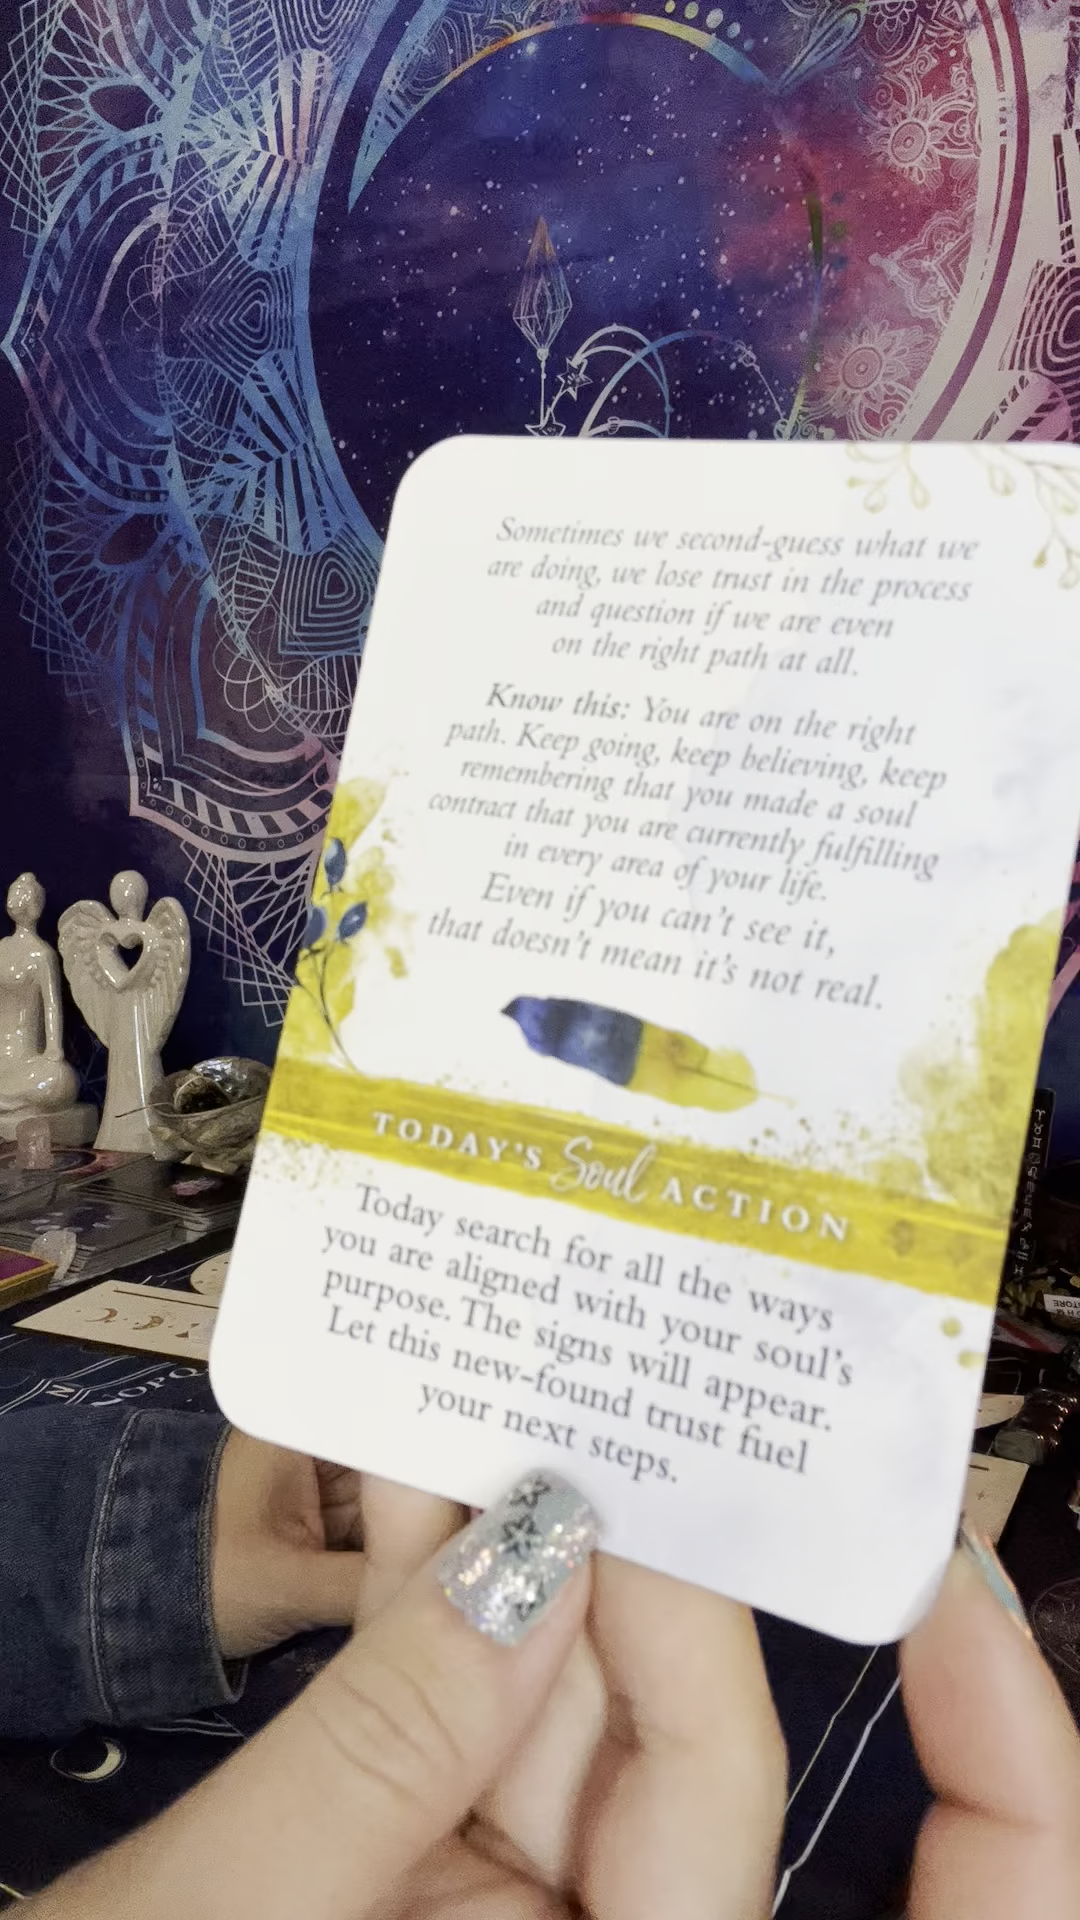 Sometimes we second-guess what we
are doing, we lose trust in the process
and question if we are even
on the right path at all.
Know this: You are on the right
path. Keep going, keep believing, keep
remembering that you made a soul
contract that you are currently fulfilling
in every area of your life.
Even if you can't see it,
that doesn't mean it's not real.
TODAY'S Soul ACTION
Today search for all the ways
you are aligned with your soul's
purpose. The signs will appear.
Let this new-found trust fuel
your next steps.